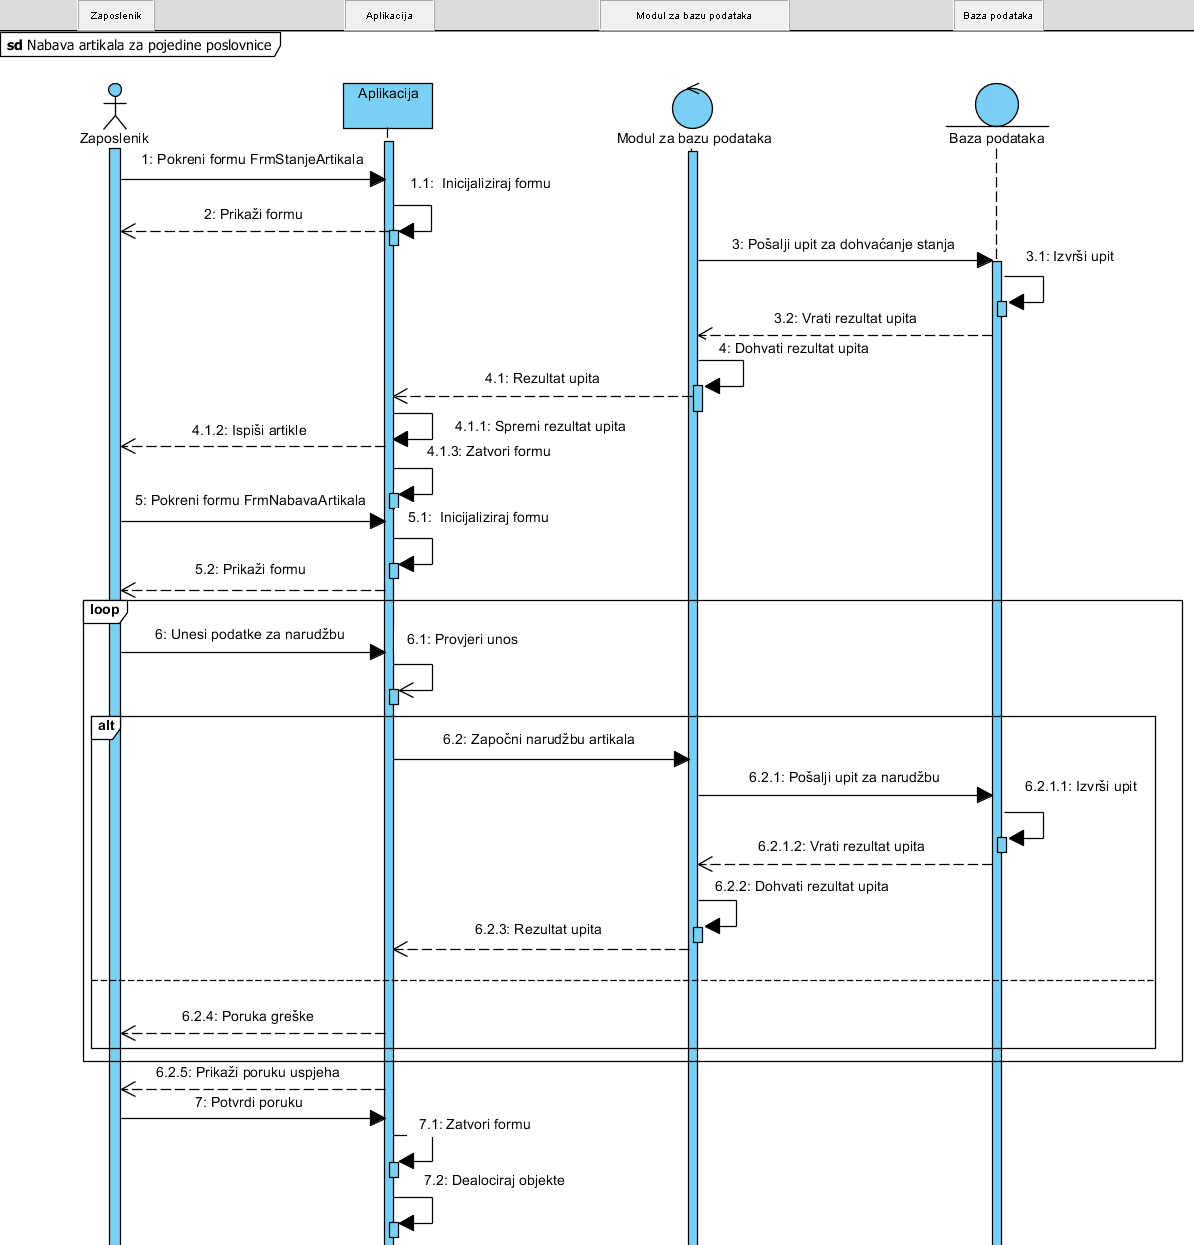 Zaposlenik
Aplikacija
Modul za bazu podataka
Baza podataka
sd Nabava artikala za pojedine poslovnice
Aplikacija
Zaposlenik
Modul za bazu podataka
Baza podataka
1: Pokreni formu FrmStanjeArtikala
1.1: Inicijaliziraj formu
2: Prikaži formu
3: Pošalji upit za dohvaćanje stanja
3.1: Izvrši upit
3.2: Vrati rezultat upita
4: Dohvati rezultat upita
4.1: Rezultat upita
4.1.1: Spremi rezultat upita
4.1.2: Ispiši artikle
4.1.3: Zatvori formu
5: Pokreni formu FrmNabavaArtikala
5.1: Inicijaliziraj formu
5.2: Prikaži formu
loop
6: Unesi podatke za narudžbu
6.1: Provjeri unos
alt
6.2: Započni narudžbu artikala
6.2.1: Pošalji upit za narudžbu
6.2.1.1: Izvrši upit
6.2.1.2: Vrati rezultat upita
6.2.2: Dohvati rezultat upita
6.2.3: Rezultat upita
6.2.4: Poruka greške
6.2.5: Prikaži poruku uspjeha
7: Potvrdi poruku
7.1: Zatvori formu
7.2: Dealociraj objekte